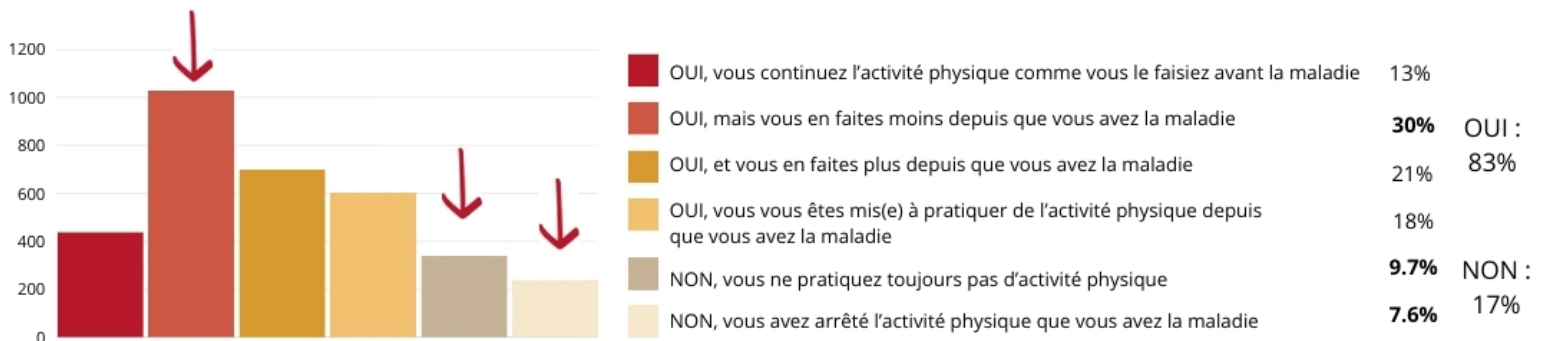 1200
1000
800
600
400
200
0
OUI, vous continuez l'activité physique comme vous le faisiez avant la maladie 13%
OUI, mais vous en faites moins depuis que vous avez la maladie 30%
OUI, et vous en faites plus depuis que vous avez la maladie 21%
OUI, vous vous êtes mis(e) à pratiquer de l'activité physique depuis
que vous avez la maladie 18%
NON, vous ne pratiquez toujours pas d'activité physique 9.7%
NON, vous avez arrêté l'activité physique que vous avez la maladie 7.6%
OUI :
83%
NON :
17%